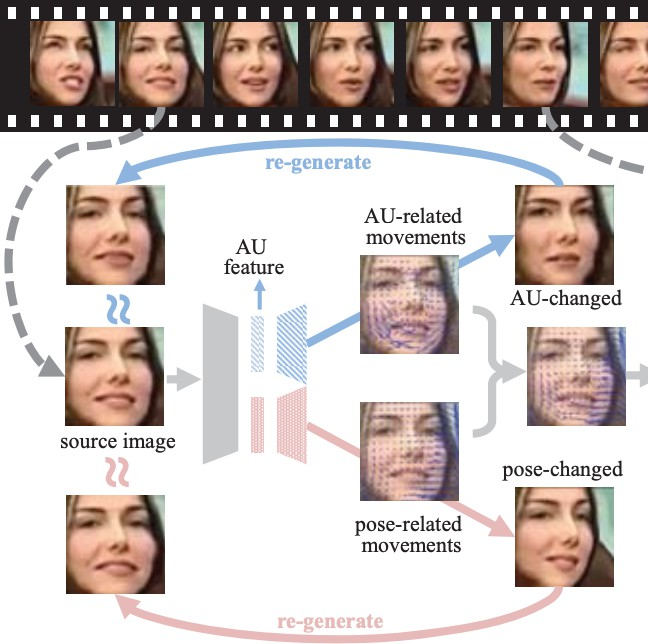 re-generate
AU
feature
AU-related
movements
AU-changed
source image
pose-changed
pose-related
movements
re-generate